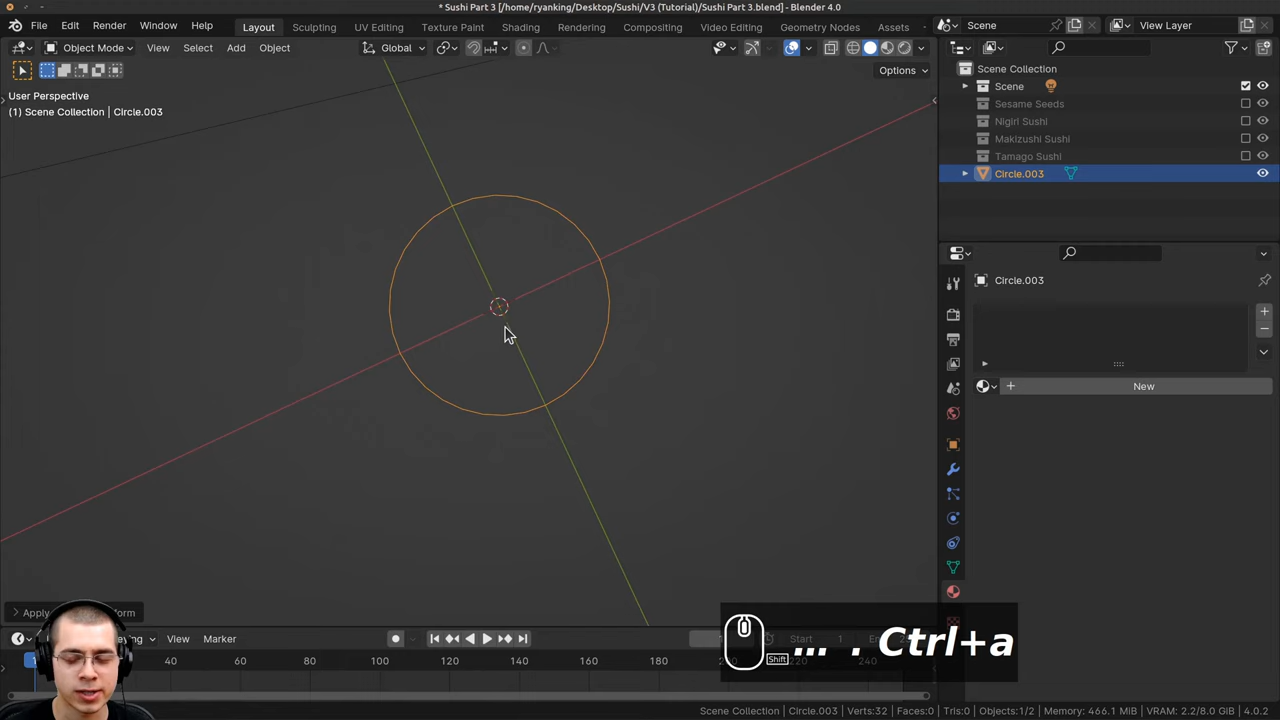 * Sushi Part 3 [/home/ryanking/Desktop/Sushi/V3 (Tutorial)/Sushi Part 3.blend] - Blender 4.0
File Edit Render Window Help Layout Modeling Sculpting UV Editing Texture Paint Shading Rendering Compositing Video Editing Geometry Nodes Assets Scene View Layer
Object Mode View Select Add Object Global
Options
User Perspective
(1) Scene Collection | Circle.003
Scene Collection
Scene
Sesame Seeds
Nigiri Sushi
Makizushi Sushi
Tamago Sushi
Circle.003
Circle.003
New
Apply
View Marker
Start 1
40 80 100 120 140 160 180 200 240
... . Ctrl+a
Shift
Scene Collection | Circle.003 | Verts:32 | Faces:0 | Tris:0 | Objects:1/2 | Memory: 466.1 MiB | VRAM: 2.2/8.0 GiB | 4.0.2